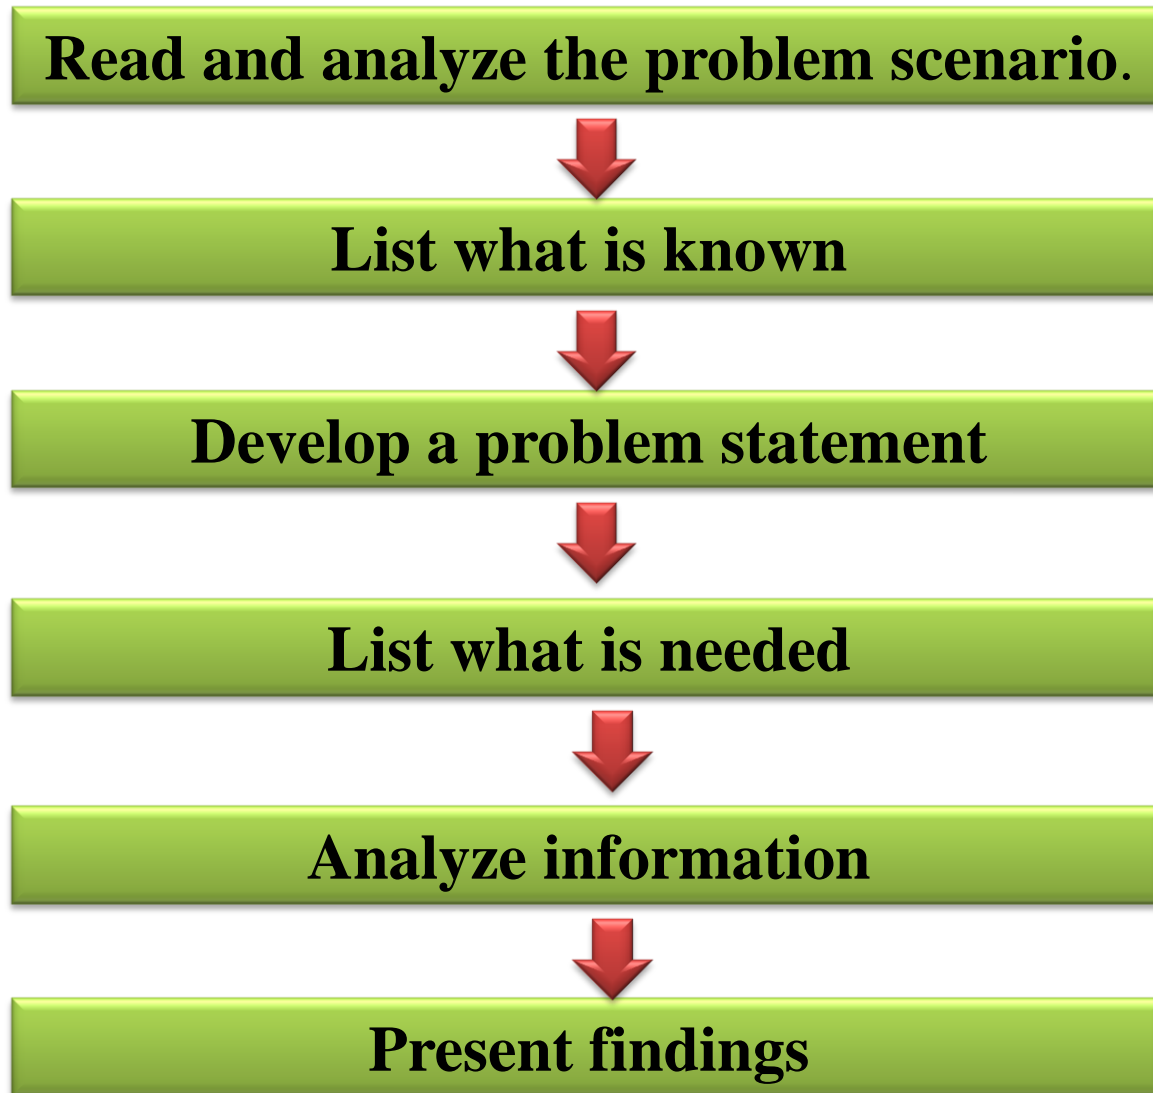 Read and analyze the problem scenario.
List what is known
Develop a problem statement
List what is needed
Analyze information
Present findings